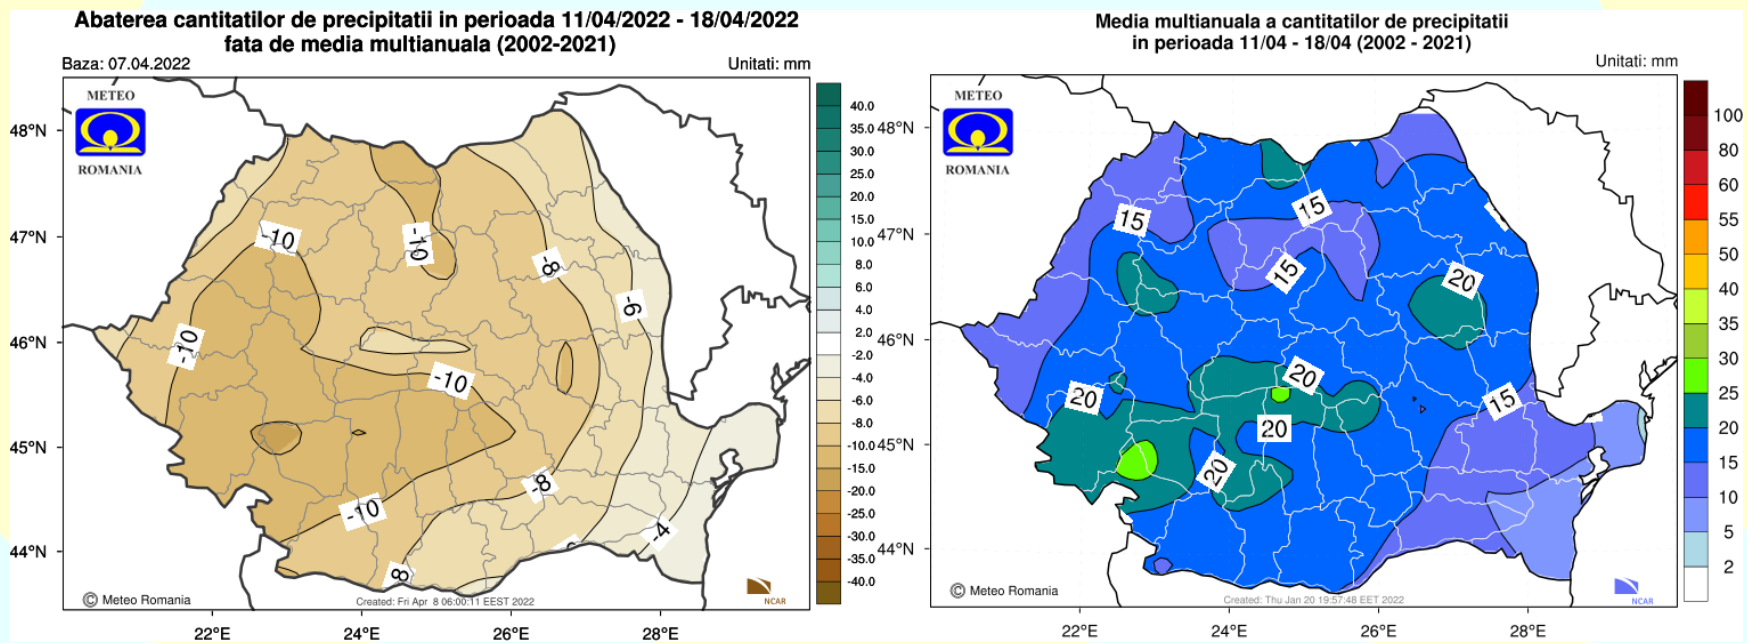 Abaterea cantitatilor de precipitatii in perioada 11/04/2022 - 18/04/2022
fata de media multianuala (2002-2021)
Baza: 07.04.2022
Unitati: mm
METEO
ROMANIA
48°N
47°N
46°N
45°N
44°N
22°E
24°E
26°E
28°E
-10
-10
-8
-6
-10
-10
-8
-10
-4
8
40.0
35.0
30.0
25.0
20.0
15.0
10.0
8.0
6.0
4.0
2.0
-2.0
-4.0
-6.0
-8.0
-10.0
-15.0
-20.0
-25.0
-30.0
-35.0
-40.0
© Meteo Romania
Created: Fri Apr 8 06:00:11 EEST 2022
NCAR
Media multianuala a cantitatilor de precipitatii
in perioada 11/04 - 18/04 (2002 - 2021)
Unitati: mm
METEO
ROMANIA
48°N
47°N
46°N
45°N
44°N
22°E
24°E
26°E
28°E
15
15
15
20
20
20
15
20
20
100
80
60
55
50
40
35
30
25
20
15
10
5
2
© Meteo Romania
Created: Thu Jan 20 19:57:48 EET 2022
NCAR